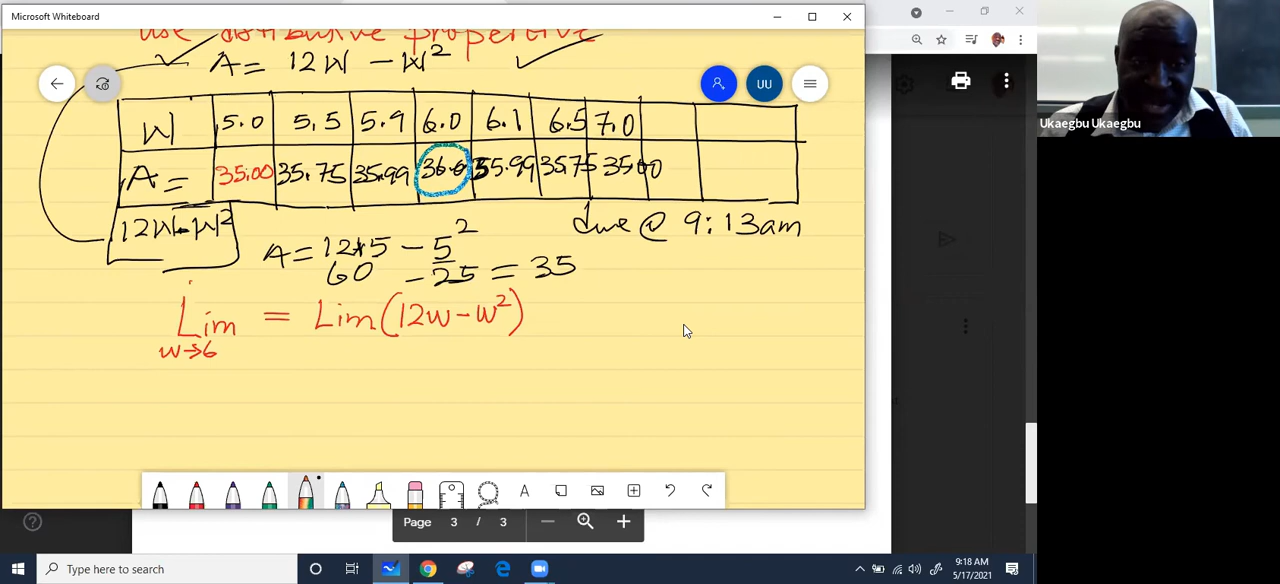 Microsoft Whiteboard
use distributive propertive
A = 12W - W²
UU
Ukaegbu Ukaegbu
W 5.0 5.5 5.9 6.0 6.1 6.5 7.0
A = 35.00 35.75 35.99 36.0 35.99 35.75 35.00
12W-W²
due @ 9:13am
A = 12*5 - 5²
60 - 25 = 35
Lim = Lim(12w-w²)
w→6
A
Page 3 / 3
Type here to search
9:18 AM
5/17/2021